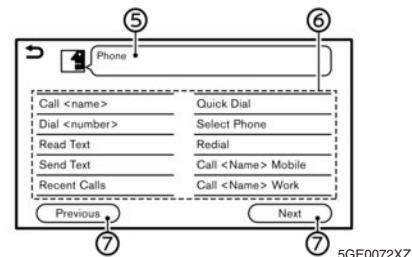 ⑤ ⑥
Phone
Call <name> Quick Dial
Dial <number> Select Phone
Read Text Redial
Send Text Call <Name> Mobile
Recent Calls Call <Name> Work
Previous Next
⑦ ⑦
5GE0072XZ